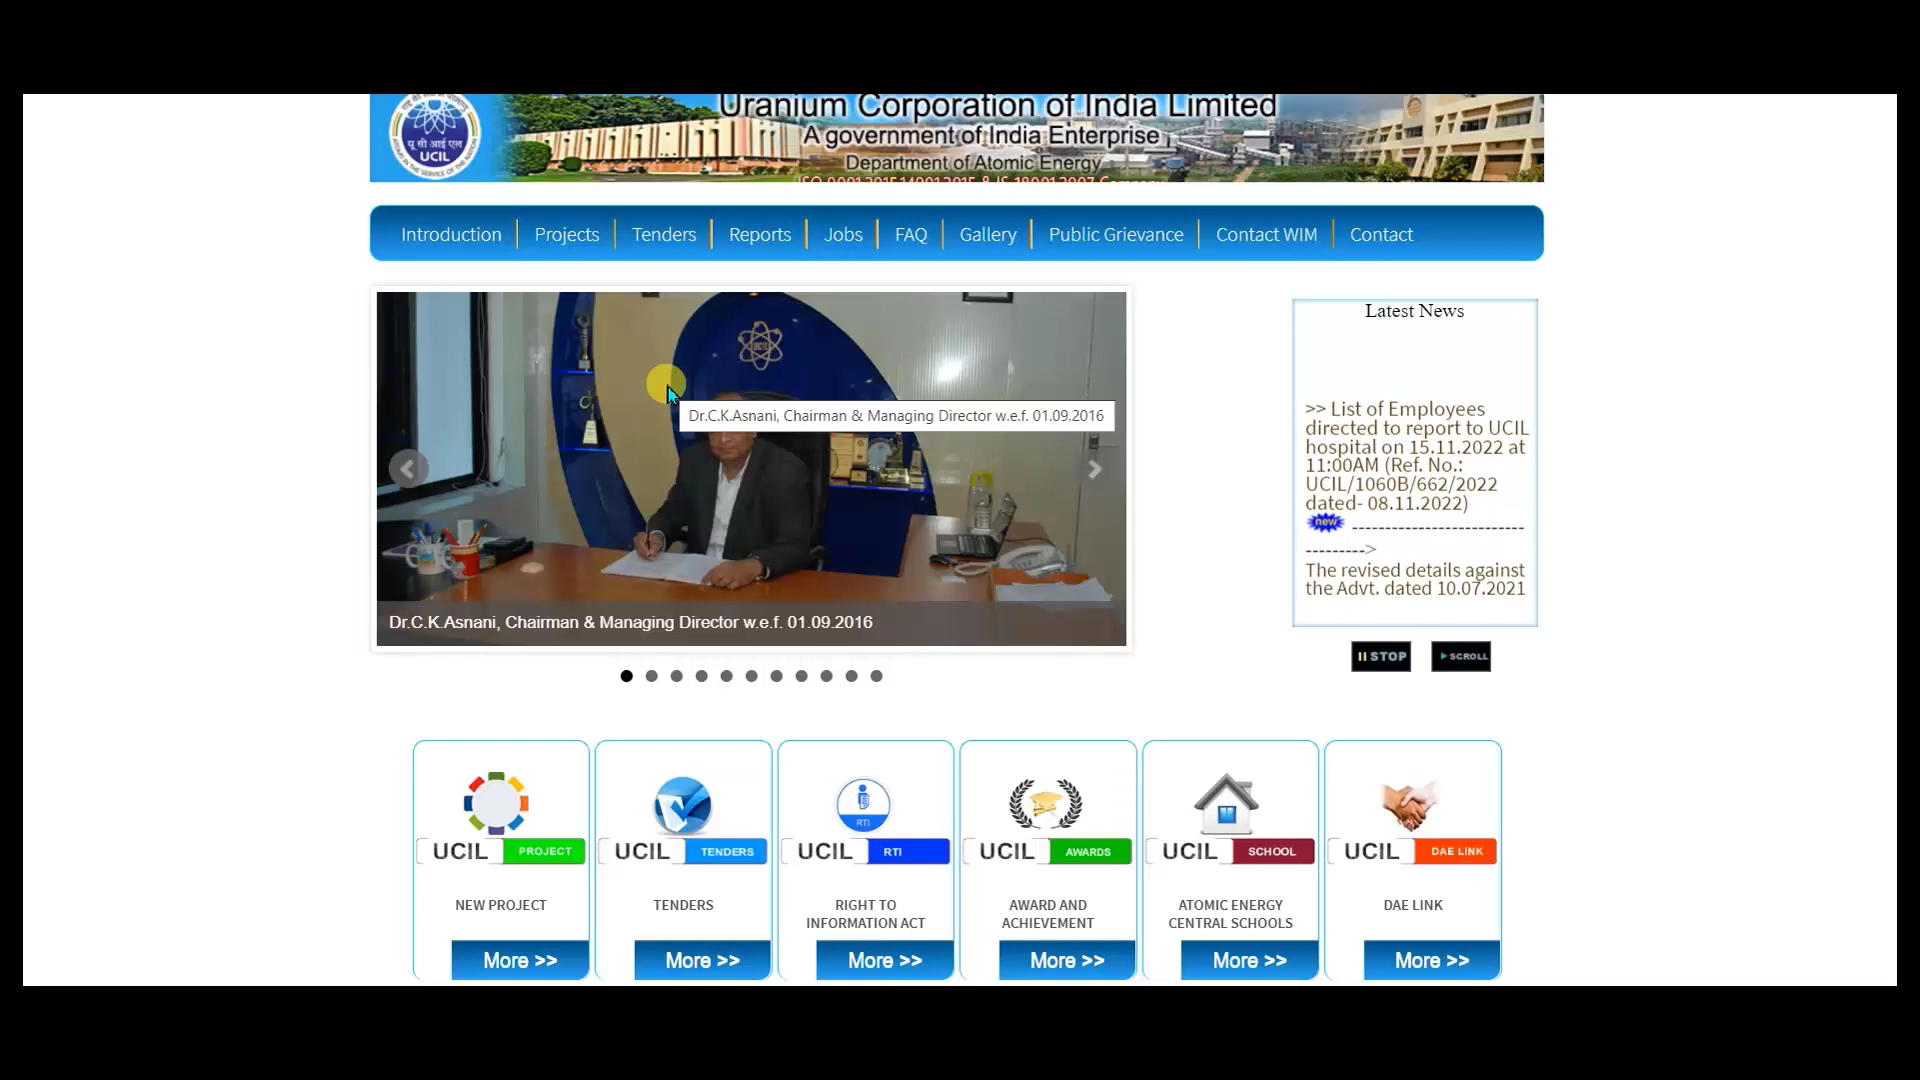 Uranium Corporation of India Limited
A government of India Enterprise
Department of Atomic Energy
यू सी आई एल
UCIL
Introduction
Projects
Tenders
Reports
Jobs
FAQ
Gallery
Public Grievance
Contact WIM
Contact
UCIL
Dr.C.K.Asnani, Chairman & Managing Director w.e.f. 01.09.2016
Dr.C.K.Asnani, Chairman & Managing Director w.e.f. 01.09.2016
Latest News
>> List of Employees
directed to report to UCIL
hospital on 15.11.2022 at
11:00AM (Ref. No.:
UCIL/1060B/662/2022
dated- 08.11.2022)
new --------------------------
--------->
The revised details against
the Advt. dated 10.07.2021
STOP
SCROLL
UCIL PROJECT
NEW PROJECT
More >>
UCIL TENDERS
TENDERS
More >>
RTI
UCIL RTI
RIGHT TO
INFORMATION ACT
More >>
UCIL AWARDS
AWARD AND
ACHIEVEMENT
More >>
UCIL SCHOOL
ATOMIC ENERGY
CENTRAL SCHOOLS
More >>
UCIL DAE LINK
DAE LINK
More >>